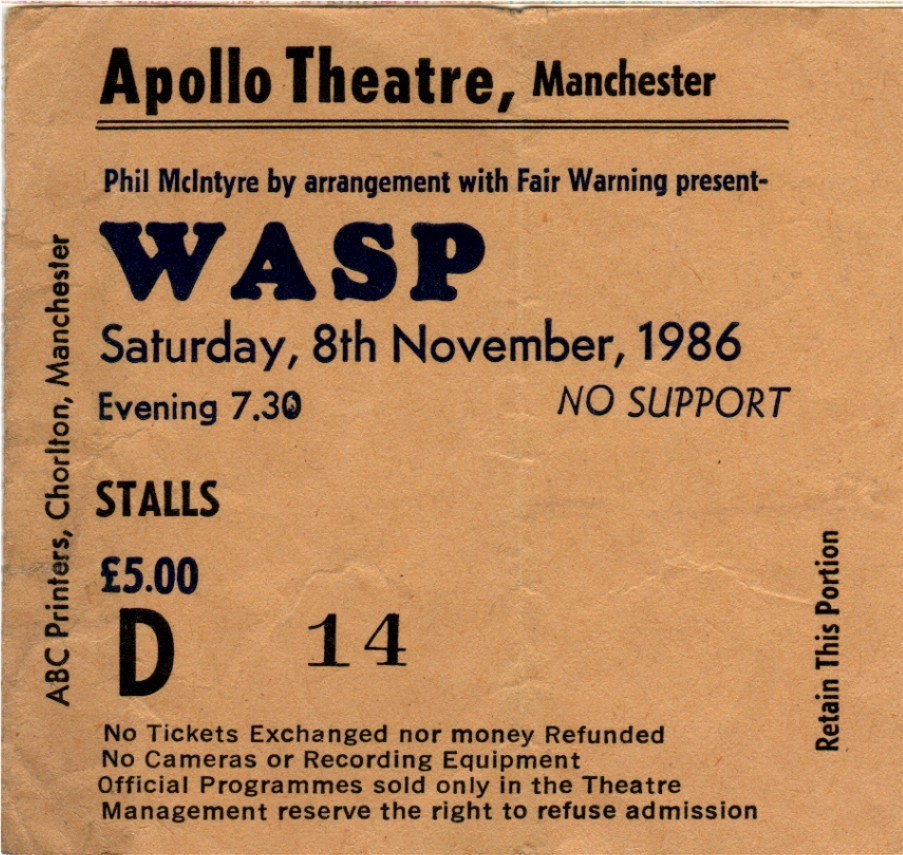 Apollo Theatre, Manchester
Phil McIntyre by arrangement with Fair Warning present-
WASP
Saturday, 8th November, 1986
Evening 7.30
NO SUPPORT
STALLS
£5.00
D 14
No Tickets Exchanged nor money Refunded
No Cameras or Recording Equipment
Official Programmes sold only in the Theatre
Management reserve the right to refuse admission
ABC Printers, Chorlton, Manchester
Retain This Portion